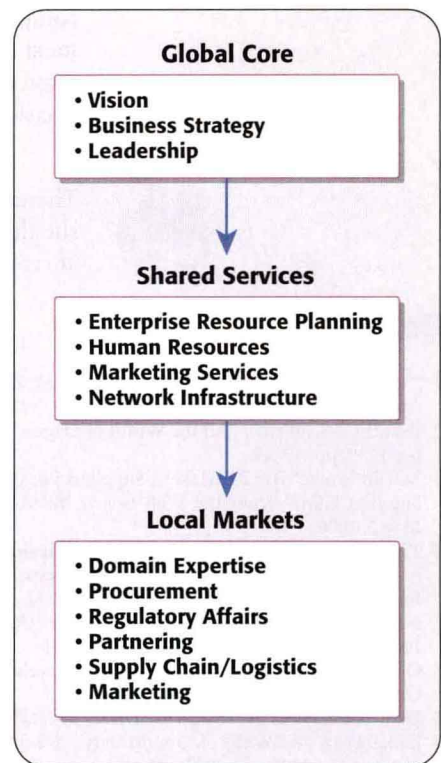 Global Core
• Vision
• Business Strategy
• Leadership
Shared Services
• Enterprise Resource Planning
• Human Resources
• Marketing Services
• Network Infrastructure
Local Markets
• Domain Expertise
• Procurement
• Regulatory Affairs
• Partnering
• Supply Chain/Logistics
• Marketing